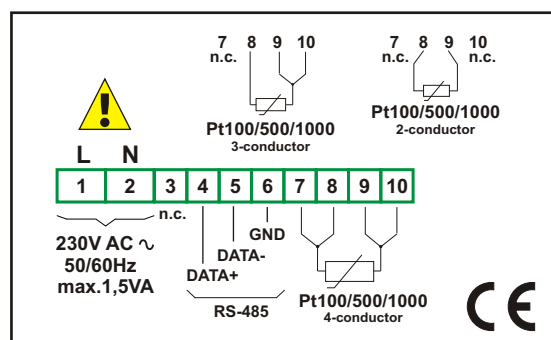 7 8 9 10
n.c.
Pt100/500/1000
3-conductor
7 8 9 10
n.c. n.c.
Pt100/500/1000
2-conductor
L N
1 2 3 4 5 6 7 8 9 10
n.c.
230V AC ∿
50/60Hz
max.1,5VA
DATA+
DATA-
GND
RS-485
Pt100/500/1000
4-conductor
CE